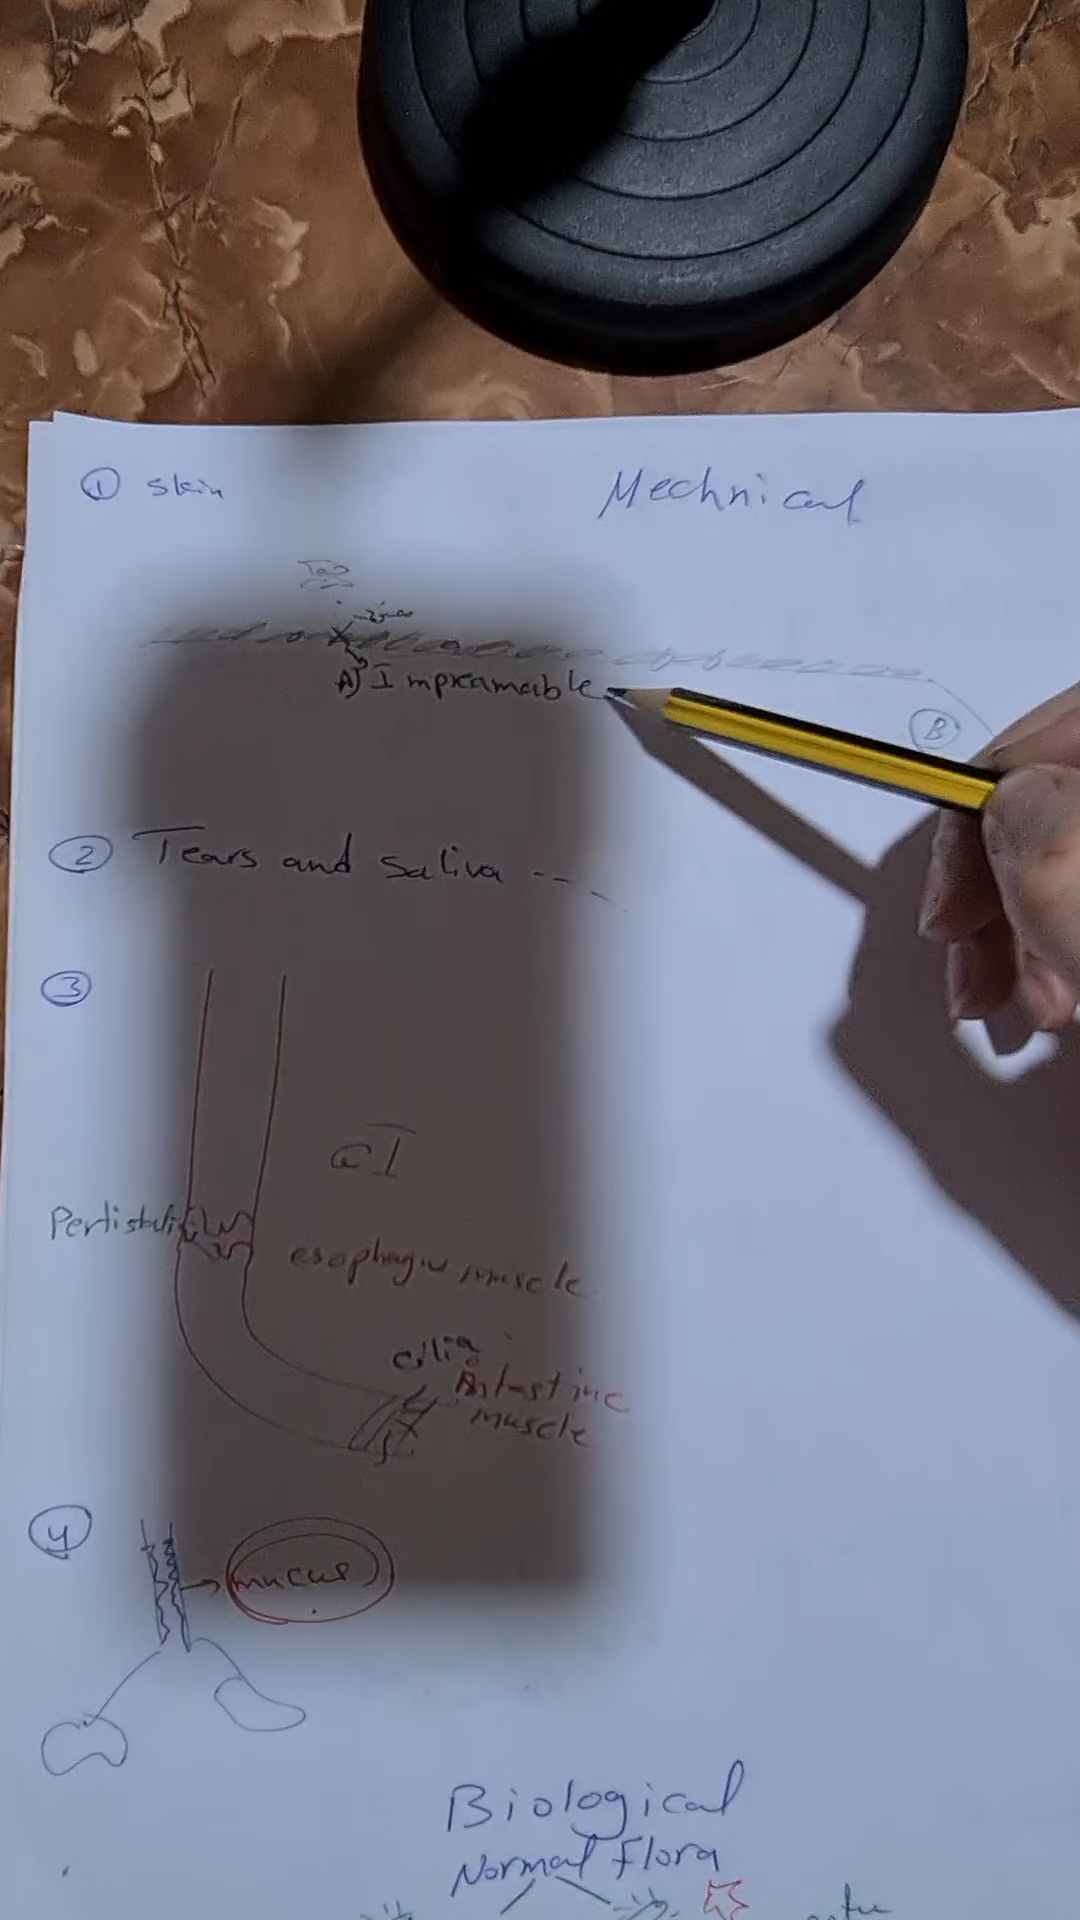 ① skin
Mechnical
A) Impreamable
B
② Tears and Saliva ----
③
GI
Peristalis
esophagus muscle
cilia
Intestine
muscle
④
mucus
Biological
Normal Flora